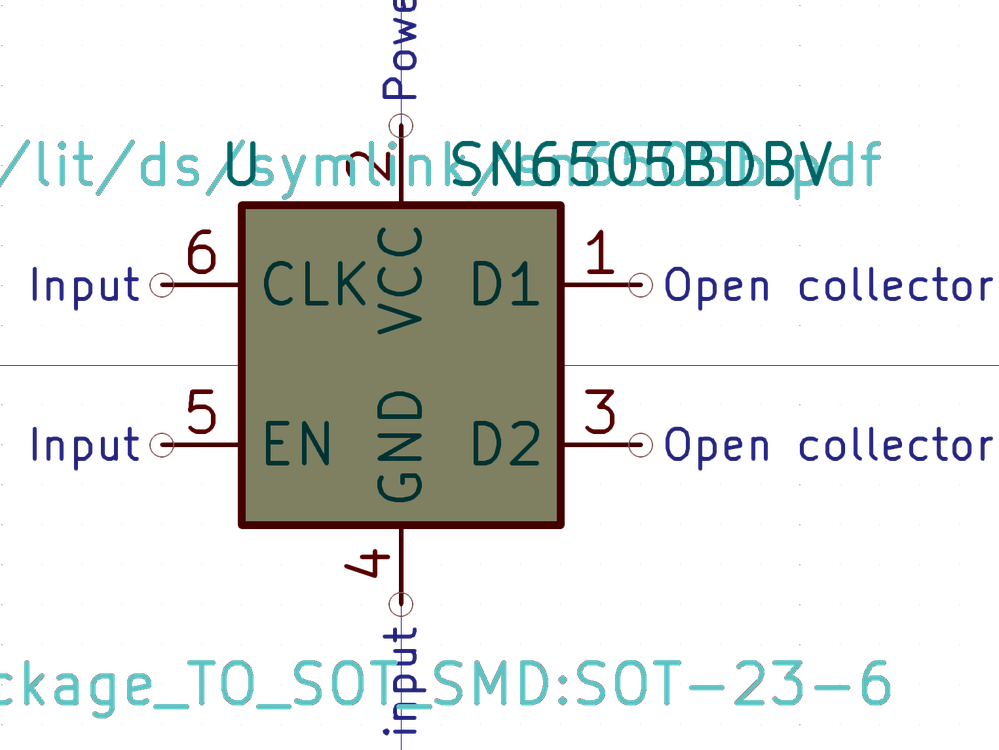 Powe
/lit/ds/symlink/sn6505b.pdf
U
SN6505BDBV
2
6
1
VCC
Input
CLK
D1
Open collector
5
3
Input
EN
GND
D2
Open collector
4
input
ckage_TO_SOT_SMD:SOT-23-6